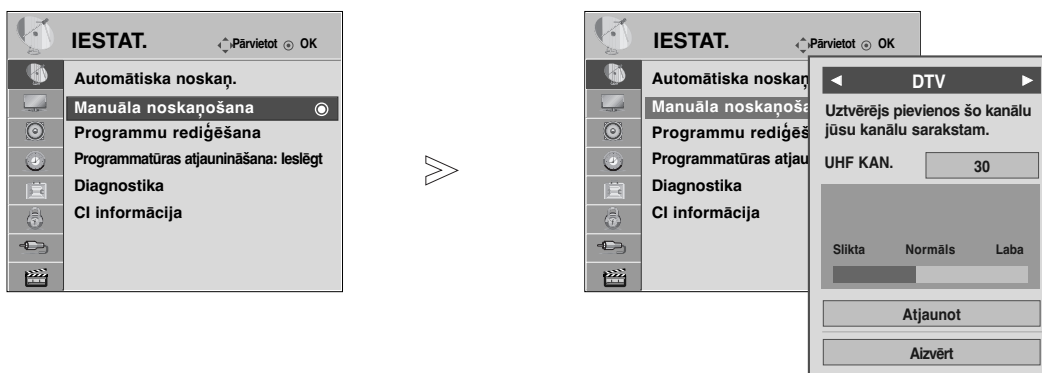 IESTAT. Pārvietot OK
Automātiska noskaņ.
Manuāla noskaņošana
Programmu rediģēšana
Programmatūras atjaunināšana: Ieslēgt
Diagnostika
CI informācija
IESTAT. Pārvietot OK
Automātiska noskaņ
Manuāla noskaņoša
Programmu rediģēš
Programmatūras atjau
Diagnostika
CI informācija
◄ DTV ►
Uztvērējs pievienos šo kanālu
jūsu kanālu sarakstam.
UHF KAN. 30
Slikta Normāls Laba
Atjaunot
Aizvērt